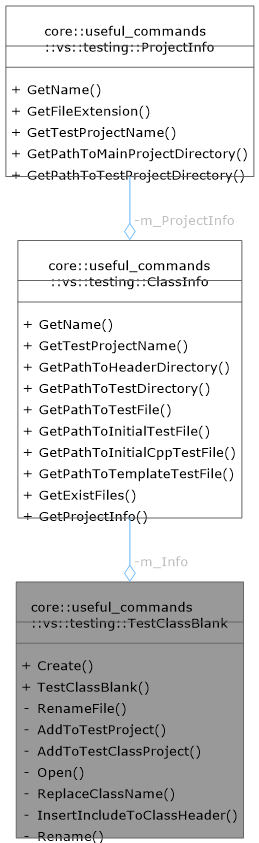 core::useful_commands
::vs::testing::ProjectInfo
+ GetName()
+ GetFileExtension()
+ GetTestProjectName()
+ GetPathToMainProjectDirectory()
+ GetPathToTestProjectDirectory()
-m_ProjectInfo
core::useful_commands
::vs::testing::ClassInfo
+ GetName()
+ GetTestProjectName()
+ GetPathToHeaderDirectory()
+ GetPathToTestDirectory()
+ GetPathToTestFile()
+ GetPathToInitialTestFile()
+ GetPathToInitialCppTestFile()
+ GetPathToTemplateTestFile()
+ GetExistFiles()
+ GetProjectInfo()
-m_Info
core::useful_commands
::vs::testing::TestClassBlank
+ Create()
+ TestClassBlank()
- RenameFile()
- AddToTestProject()
- AddToTestClassProject()
- Open()
- ReplaceClassName()
- InsertIncludeToClassHeader()
- Rename()